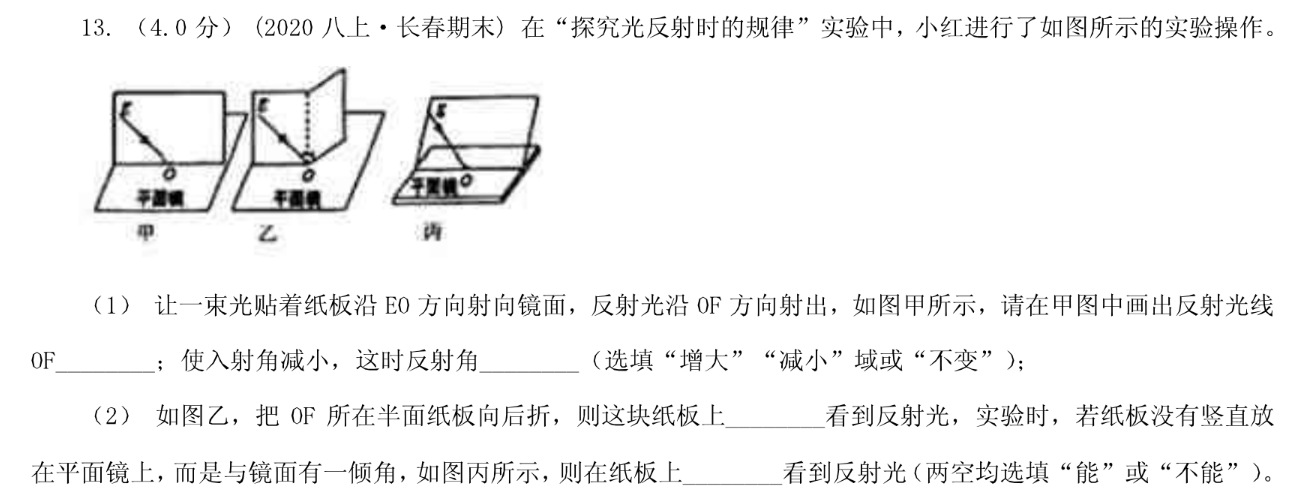 13. （4.0 分）(2020 八上·长春期末) 在“探究光反射时的规律”实验中，小红进行了如图所示的实验操作。
E E E
O O O
平面镜 平面镜 平面镜
甲 乙 丙
（1） 让一束光贴着纸板沿 EO 方向射向镜面，反射光沿 OF 方向射出，如图甲所示，请在甲图中画出反射光线
OF________；使入射角减小，这时反射角________（选填“增大”“减小”域或“不变”）；
（2） 如图乙，把 OF 所在半面纸板向后折，则这块纸板上________看到反射光，实验时，若纸板没有竖直放
在平面镜上，而是与镜面有一倾角，如图丙所示，则在纸板上________看到反射光（两空均选填“能”或“不能”）。